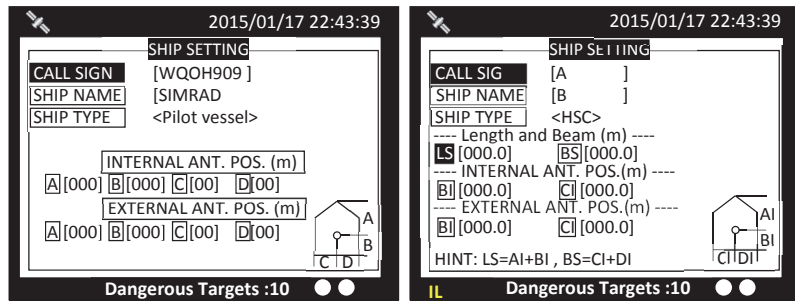 2015/01/17 22:43:39
SHIP SETTING
CALL SIGN [WQOH909 ]
SHIP NAME [SIMRAD
SHIP TYPE <Pilot vessel>
INTERNAL ANT. POS. (m)
A [000] B [000] C [00] D [00]
EXTERNAL ANT. POS. (m)
A [000] B [000] C [00] D [00]
A
B
C D
Dangerous Targets :10
2015/01/17 22:43:39
SHIP SETTING
CALL SIG [A ]
SHIP NAME [B ]
SHIP TYPE <HSC>
---- Length and Beam (m) ----
LS [000.0] BS [000.0]
---- INTERNAL ANT. POS.(m) ----
BI [000.0] CI [000.0]
---- EXTERNAL ANT. POS.(m) ----
BI [000.0] CI [000.0]
AI
BI
CI DI
HINT: LS=AI+BI , BS=CI+DI
IL Dangerous Targets :10